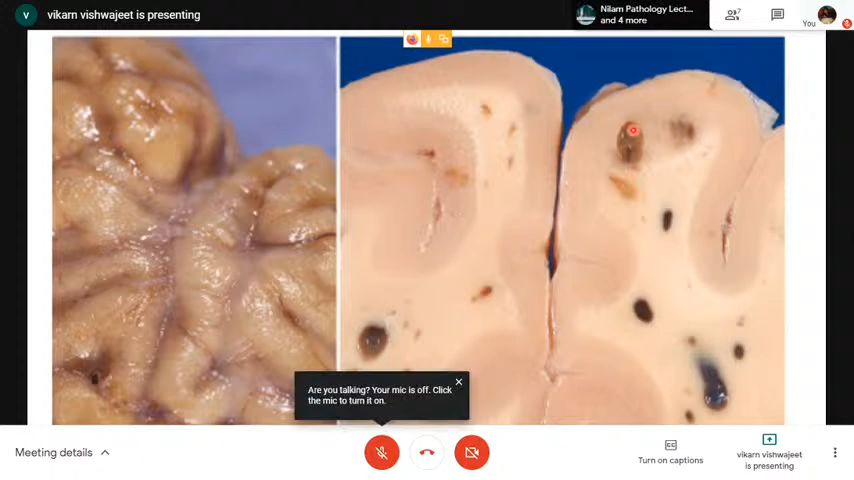 V
vikarn vishwajeet is presenting
Nilam Pathology Lect...
and 4 more
7
You
Are you talking? Your mic is off. Click
the mic to turn it on.
Meeting details
Turn on captions
vikarn vishwajeet
is presenting